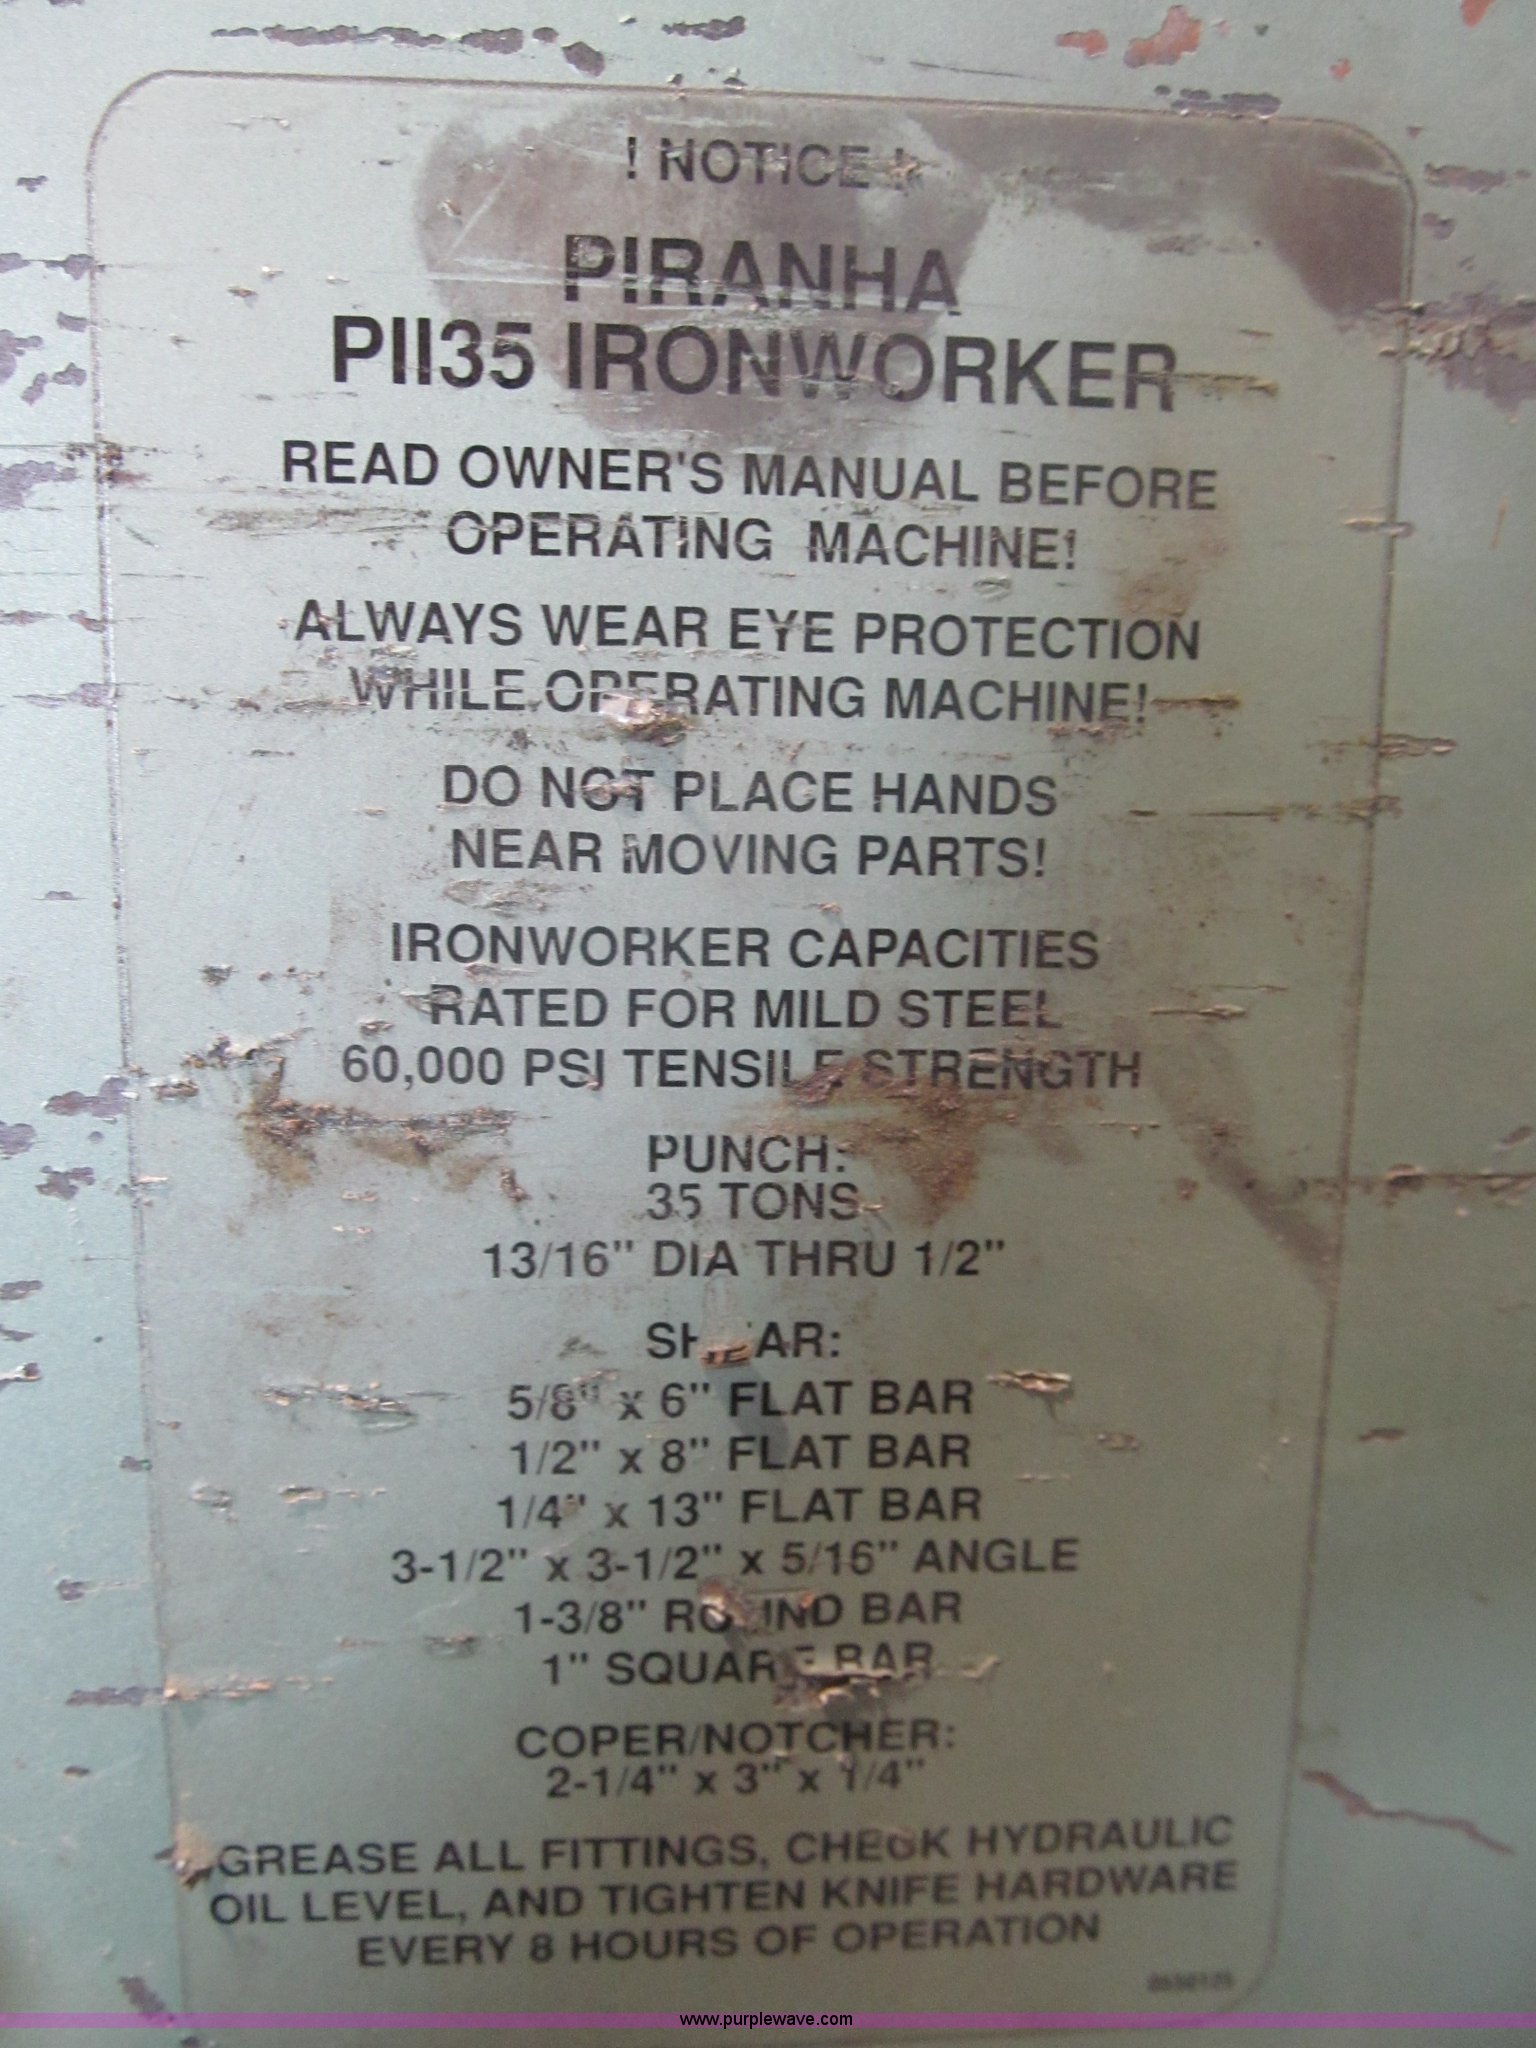 ! NOTICE !
PIRANHA
PII35 IRONWORKER
READ OWNER'S MANUAL BEFORE
OPERATING MACHINE!
ALWAYS WEAR EYE PROTECTION
WHILE OPERATING MACHINE!
DO NOT PLACE HANDS
NEAR MOVING PARTS!
IRONWORKER CAPACITIES
RATED FOR MILD STEEL
60,000 PSI TENSILE STRENGTH
PUNCH:
35 TONS
13/16" DIA THRU 1/2"
SHEAR:
5/8" x 6" FLAT BAR
1/2" x 8" FLAT BAR
1/4" x 13" FLAT BAR
3-1/2" x 3-1/2" x 5/16" ANGLE
1-3/8" ROUND BAR
1" SQUARE BAR
COPER/NOTCHER:
2-1/4" x 3" x 1/4"
GREASE ALL FITTINGS, CHECK HYDRAULIC
OIL LEVEL, AND TIGHTEN KNIFE HARDWARE
EVERY 8 HOURS OF OPERATION
www.purplewave.com